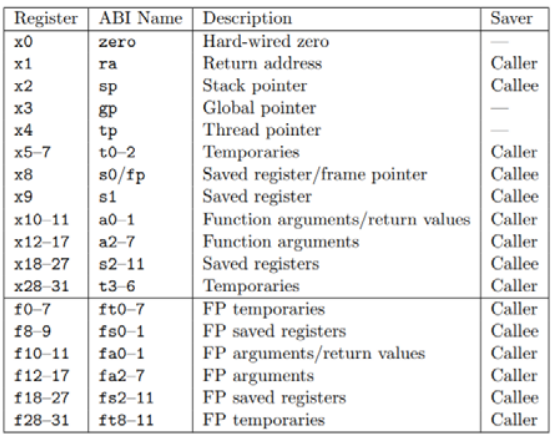 Register ABI Name Description Saver
x0 zero Hard-wired zero —
x1 ra Return address Caller
x2 sp Stack pointer Callee
x3 gp Global pointer —
x4 tp Thread pointer —
x5–7 t0–2 Temporaries Caller
x8 s0/fp Saved register/frame pointer Callee
x9 s1 Saved register Callee
x10–11 a0–1 Function arguments/return values Caller
x12–17 a2–7 Function arguments Caller
x18–27 s2–11 Saved registers Callee
x28–31 t3–6 Temporaries Caller
f0–7 ft0–7 FP temporaries Caller
f8–9 fs0–1 FP saved registers Callee
f10–11 fa0–1 FP arguments/return values Caller
f12–17 fa2–7 FP arguments Caller
f18–27 fs2–11 FP saved registers Callee
f28–31 ft8–11 FP temporaries Caller